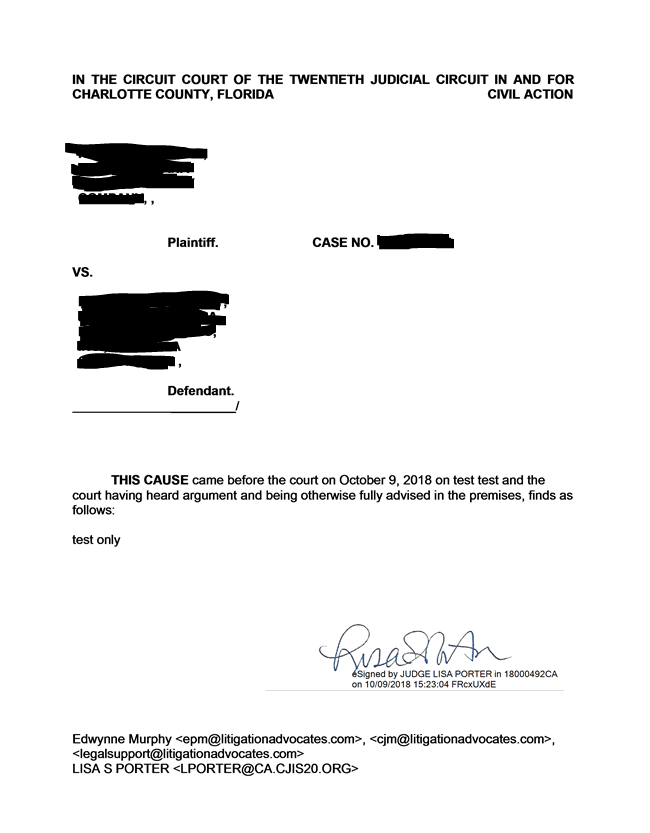 IN THE CIRCUIT COURT OF THE TWENTIETH JUDICIAL CIRCUIT IN AND FOR
CHARLOTTE COUNTY, FLORIDA CIVIL ACTION
, ,
Plaintiff. CASE NO.
VS.
,
Defendant.
/
THIS CAUSE came before the court on October 9, 2018 on test test and the
court having heard argument and being otherwise fully advised in the premises, finds as
follows:
test only
eSigned by JUDGE LISA PORTER in 18000492CA
on 10/09/2018 15:23:04 FRcxUXdE
Edwynne Murphy <epm@litigationadvocates.com>, <cjm@litigationadvocates.com>,
<legalsupport@litigationadvocates.com>
LISA S PORTER <LPORTER@CA.CJIS20.ORG>